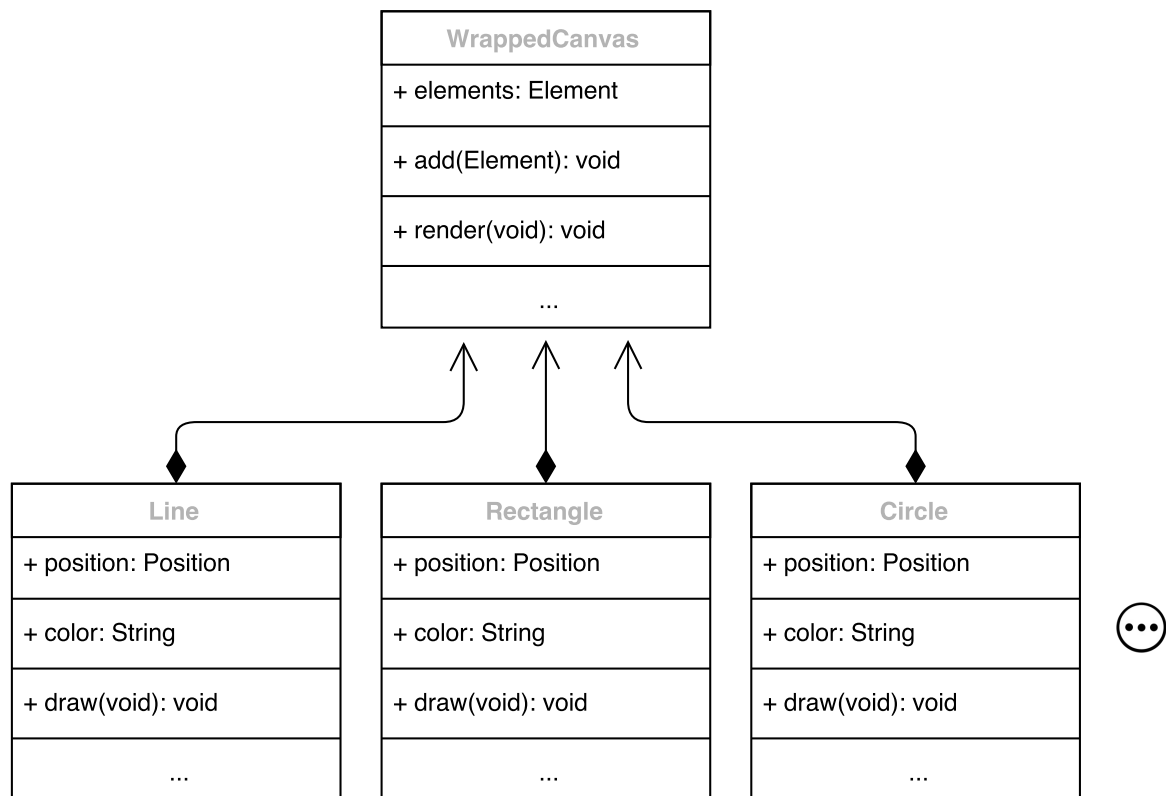 WrappedCanvas
+ elements: Element
+ add(Element): void
+ render(void): void
...
Line
+ position: Position
+ color: String
+ draw(void): void
...
Rectangle
+ position: Position
+ color: String
+ draw(void): void
...
Circle
+ position: Position
+ color: String
+ draw(void): void
...